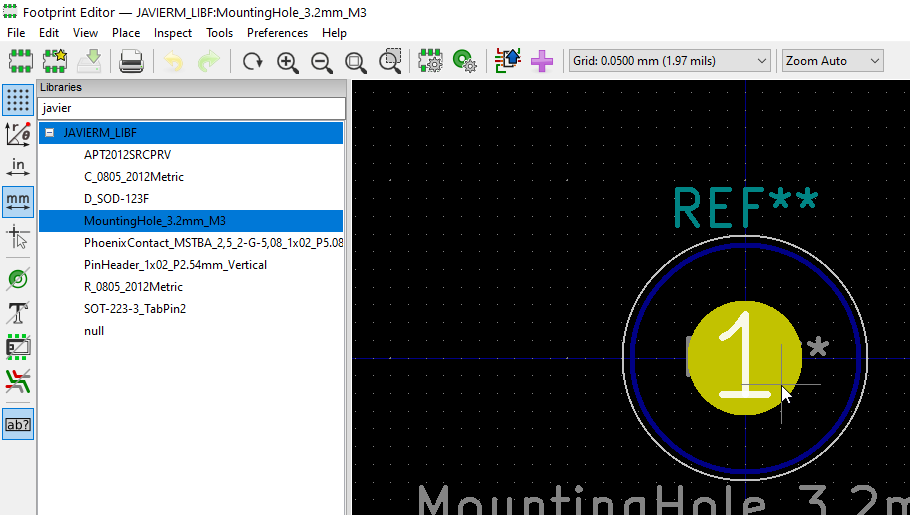 Footprint Editor — JAVIERM_LIBF:MountingHole_3.2mm_M3
File Edit View Place Inspect Tools Preferences Help
Grid: 0.0500 mm (1.97 mils) Zoom Auto
Libraries
javier
JAVIERM_LIBF
APT2012SRCPRV
C_0805_2012Metric
D_SOD-123F
MountingHole_3.2mm_M3
PhoenixContact_MSTBA_2,5_2-G-5,08_1x02_P5.08
PinHeader_1x02_P2.54mm_Vertical
R_0805_2012Metric
SOT-223-3_TabPin2
null
in
mm
ab?
REF**
1
*
MountingHole_3.2m